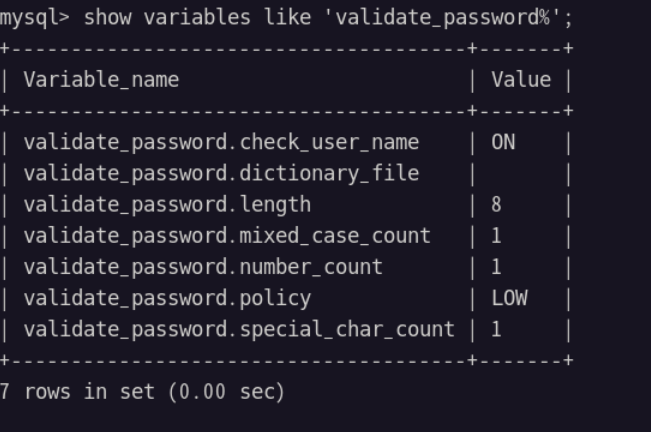 mysql> show variables like 'validate_password%';
+--------------------------------------+-------+
| Variable_name                        | Value |
+--------------------------------------+-------+
| validate_password.check_user_name    | ON    |
| validate_password.dictionary_file    |       |
| validate_password.length             | 8     |
| validate_password.mixed_case_count   | 1     |
| validate_password.number_count       | 1     |
| validate_password.policy             | LOW   |
| validate_password.special_char_count | 1     |
+--------------------------------------+-------+
7 rows in set (0.00 sec)